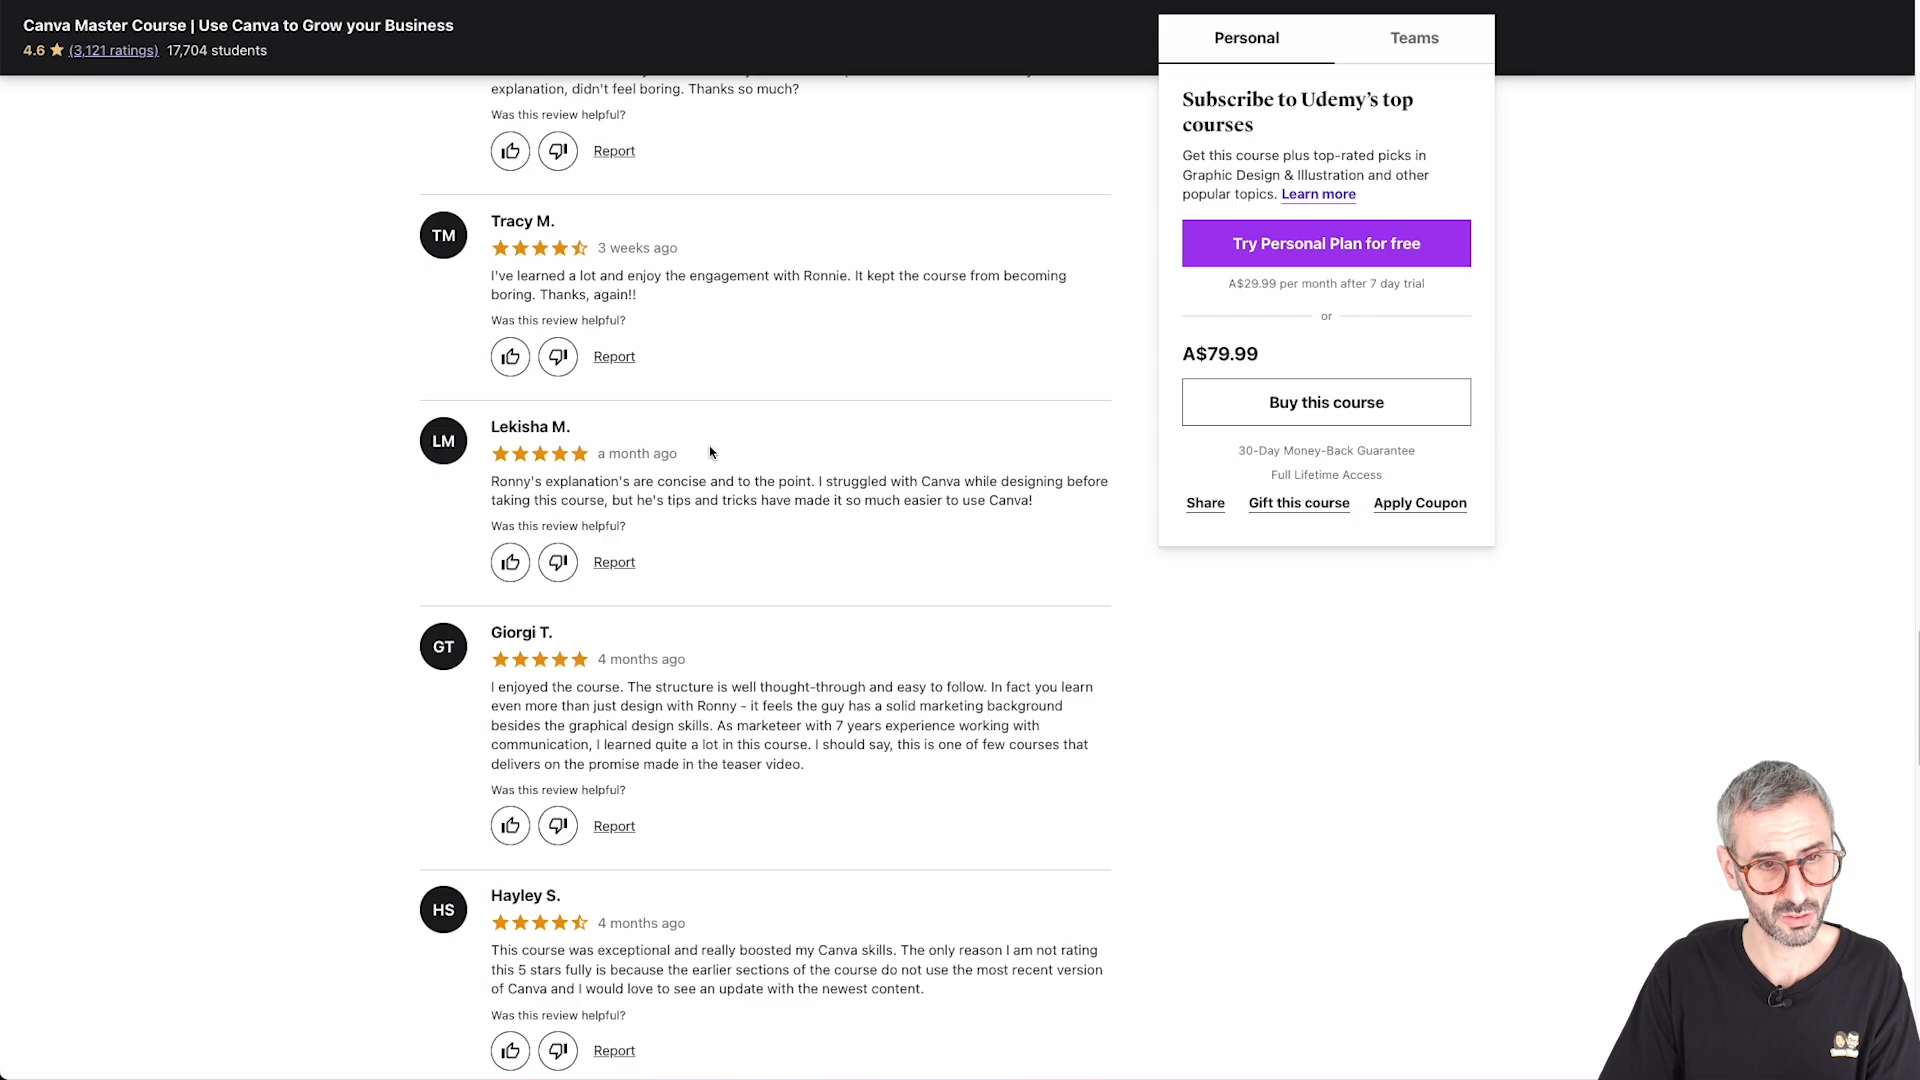 Canva Master Course | Use Canva to Grow your Business
4.6 (3,121 ratings) 17,704 students
explanation, didn't feel boring. Thanks so much?
Was this review helpful?
Report
TM
Tracy M.
3 weeks ago
I've learned a lot and enjoy the engagement with Ronnie. It kept the course from becoming
boring. Thanks, again!!
Was this review helpful?
Report
LM
Lekisha M.
a month ago
Ronny's explanation's are concise and to the point. I struggled with Canva while designing before
taking this course, but he's tips and tricks have made it so much easier to use Canva!
Was this review helpful?
Report
GT
Giorgi T.
4 months ago
I enjoyed the course. The structure is well thought-through and easy to follow. In fact you learn
even more than just design with Ronny - it feels the guy has a solid marketing background
besides the graphical design skills. As marketeer with 7 years experience working with
communication, I learned quite a lot in this course. I should say, this is one of few courses that
delivers on the promise made in the teaser video.
Was this review helpful?
Report
HS
Hayley S.
4 months ago
This course was exceptional and really boosted my Canva skills. The only reason I am not rating
this 5 stars fully is because the earlier sections of the course do not use the most recent version
of Canva and I would love to see an update with the newest content.
Was this review helpful?
Report
Personal
Teams
Subscribe to Udemy's top
courses
Get this course plus top-rated picks in
Graphic Design & Illustration and other
popular topics. Learn more
Try Personal Plan for free
A$29.99 per month after 7 day trial
or
A$79.99
Buy this course
30-Day Money-Back Guarantee
Full Lifetime Access
Share
Gift this course
Apply Coupon